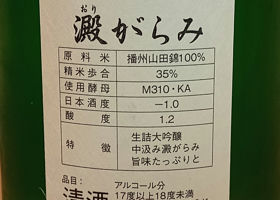 おり
澱がらみ
原料米 播州山田錦100%
精米歩合 35%
使用酵母 M310・KA
日本酒度 −1.0
酸度 1.2
特徴 生詰大吟醸
中汲み澱がらみ
旨味たっぷりと
品目: アルコール分
清酒 17度以上18度未満